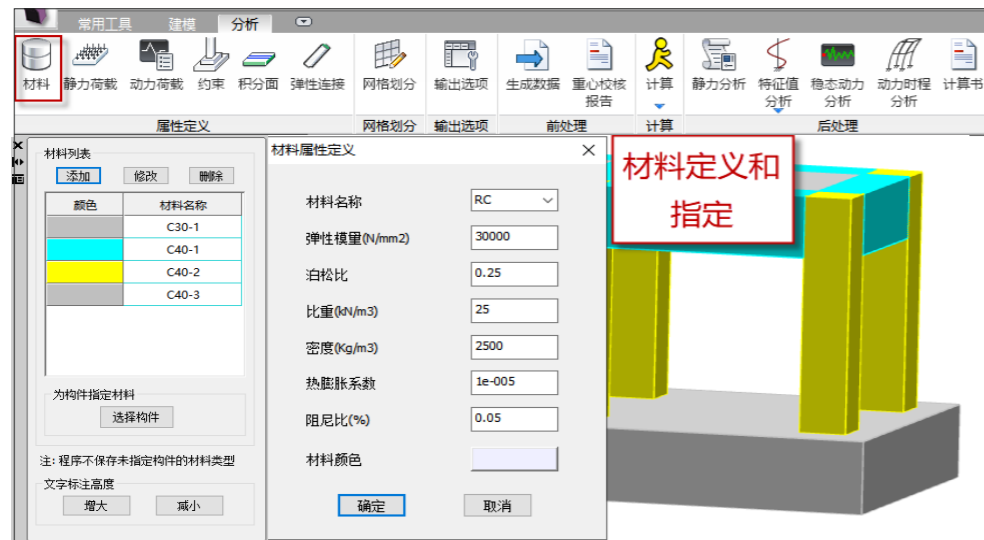 常用工具 建模 分析
材料 静力荷载 动力荷载 约束 积分面 弹性连接 网格划分 输出选项 生成数据 重心校核 计算 静力分析 特征值 稳态动力 动力时程 计算书
报告 分析 分析 分析
属性定义 网格划分 输出选项 前处理 计算 后处理
材料列表
添加 修改 删除
颜色 材料名称
C30-1
C40-1
C40-2
C40-3
为构件指定材料
选择构件
注:程序不保存未指定构件的材料类型
文字标注高度
增大 减小
材料属性定义
材料名称 RC
弹性模量(N/mm2) 30000
泊松比 0.25
比重(kN/m3) 25
密度(Kg/m3) 2500
热膨胀系数 1e-005
阻尼比(%) 0.05
材料颜色
确定 取消
材料定义和
指定